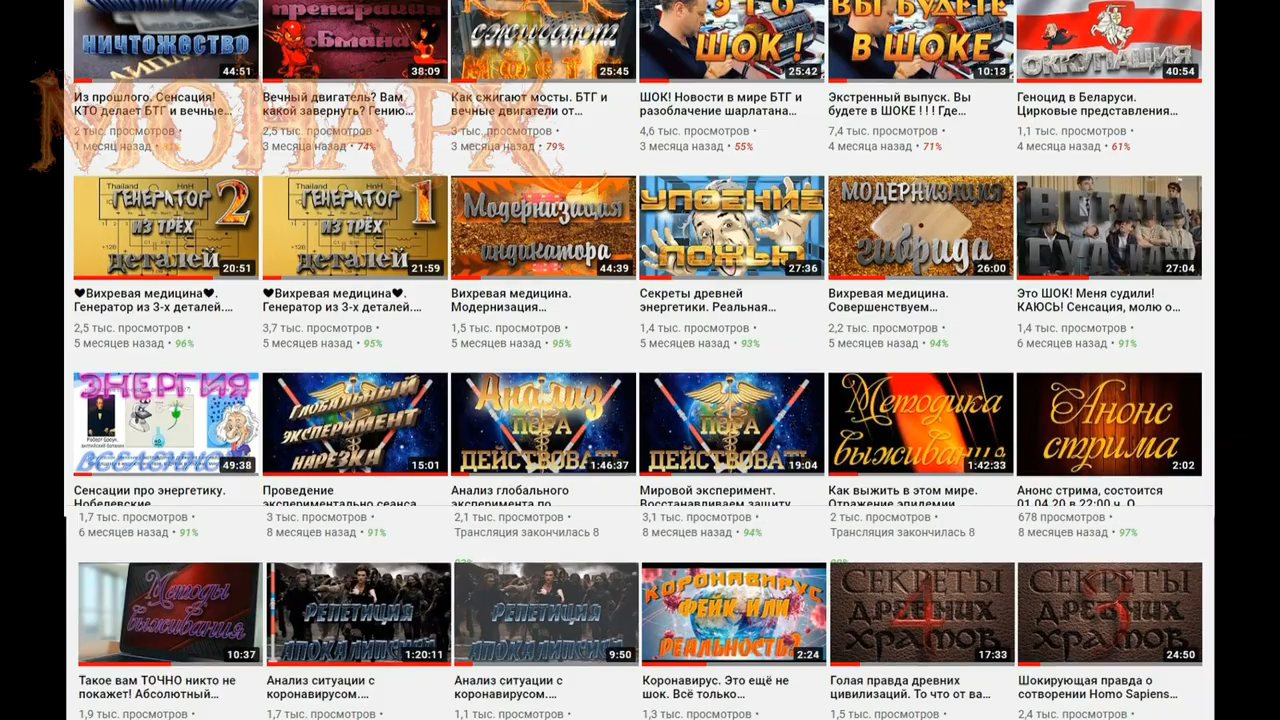 НИЧТОЖЕСТВО
препарация
обмана
КАК
сжигают
МОСТЫ
ЭТО
ШОК !
ВЫ БУДЕТЕ
В ШОКЕ
ОККУПАЦИЯ
44:51
38:09
25:45
25:42
10:13
40:54
МОНАРХ
Из прошлого. Сенсация!
КТО делает БТГ и вечные...
2 тыс. просмотров •
1 месяц назад •
Вечный двигатель? Вам
какой завернуть? Гению...
2,5 тыс. просмотров •
3 месяца назад • 74%
Как сжигают мосты. БТГ и
вечные двигатели от...
3 тыс. просмотров •
3 месяца назад • 79%
ШОК! Новости в мире БТГ и
разоблачение шарлатана...
4,6 тыс. просмотров •
3 месяца назад • 55%
Экстренный выпуск. Вы
будете в ШОКЕ ! ! ! ! Где...
7,4 тыс. просмотров •
4 месяца назад • 71%
Геноцид в Беларуси.
Цирковые представления...
1,1 тыс. просмотров •
4 месяца назад • 61%
Thailand HnH
ГЕНЕРАТОР 2
ИЗ ТРЁХ
деталей
20:51
Thailand HnH
ГЕНЕРАТОР 1
ИЗ ТРЁХ
деталей
21:59
Модернизация
индикатора
44:39
УПОЕНИЕ
ЛОЖЬЮ
27:36
МОДЕРНИЗАЦИЯ
гибрида
26:00
ВСТАТЬ
СУД ИДЁТ
27:04
♥Вихревая медицина♥.
Генератор из 3-х деталей....
2,5 тыс. просмотров •
5 месяцев назад • 96%
♥Вихревая медицина♥.
Генератор из 3-х деталей....
3,7 тыс. просмотров •
5 месяцев назад • 95%
Вихревая медицина.
Модернизация...
1,5 тыс. просмотров •
5 месяцев назад • 95%
Секреты древней
энергетики. Реальная...
1,4 тыс. просмотров •
5 месяцев назад • 93%
Вихревая медицина.
Совершенствуем...
2,2 тыс. просмотров •
5 месяцев назад • 94%
Это ШОК! Меня судили!
КАЮСЬ! Сенсация, молю о...
1,4 тыс. просмотров •
6 месяцев назад • 91%
ЭНЕРГИЯ
ВСЕЛЕННОЙ
49:38
ГЛОБАЛЬНЫЙ
ЭКСПЕРИМЕНТ
НАРЕЗКА
15:01
Анализ
ПОРА
ДЕЙСТВОВАТЬ
1:46:37
ПОРА
ДЕЙСТВОВАТЬ
19:04
Методика
выживания
1:42:33
Анонс
стрима
2:02
Сенсации про энергетику.
Нобелевские
1,7 тыс. просмотров •
6 месяцев назад • 91%
Проведение
экспериментально сеанса
3 тыс. просмотров •
8 месяцев назад • 91%
Анализ глобального
эксперимента по
2,1 тыс. просмотров •
Трансляция закончилась 8
Мировой эксперимент.
Восстанавливаем защиту
3,1 тыс. просмотров •
8 месяцев назад • 94%
Как выжить в этом мире.
Отражение эпидемии
2 тыс. просмотров •
Трансляция закончилась 8
Анонс стрима, состоится
01.04.20 в 22:00 ч. О
678 просмотров •
8 месяцев назад • 97%
Методы
выживания
10:37
РЕПЕТИЦИЯ
АПОКАЛИПСИСА
1:20:11
РЕПЕТИЦИЯ
АПОКАЛИПСИСА
9:50
КОРОНАВИРУС
ФЕЙК ИЛИ
РЕАЛЬНОСТЬ?
2:24
СЕКРЕТЫ
ДРЕВНИХ 4
ХРАМОВ
17:33
СЕКРЕТЫ
ДРЕВНИХ 3
ХРАМОВ
24:50
Такое вам ТОЧНО никто не
покажет! Абсолютный...
1,9 тыс. просмотров •
Анализ ситуации с
коронавирусом....
1,7 тыс. просмотров •
Анализ ситуации с
коронавирусом....
1,1 тыс. просмотров •
Коронавирус. Это ещё не
шок. Всё только...
1,3 тыс. просмотров •
Голая правда древних
цивилизаций. То что от ва...
1,5 тыс. просмотров •
Шокирующая правда о
сотворении Homo Sapiens...
2,4 тыс. просмотров •